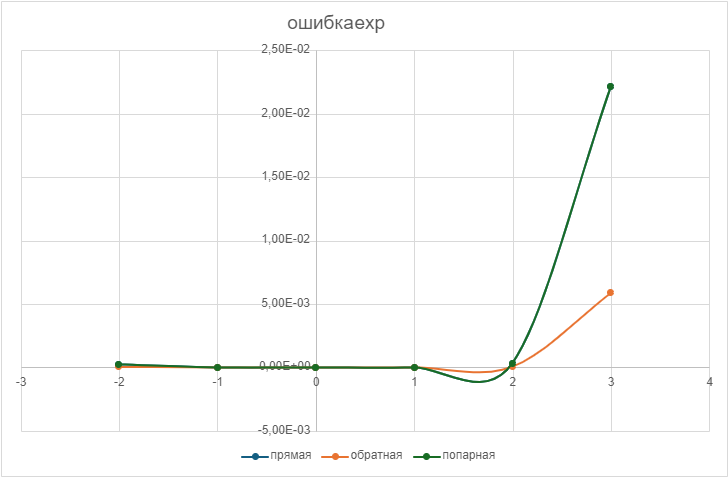 ошибкаexp
2,50E-02
2,00E-02
1,50E-02
1,00E-02
5,00E-03
0,00E+00
-3 -2 -1 0 1 2 3 4
-5,00E-03
прямая обратная попарная